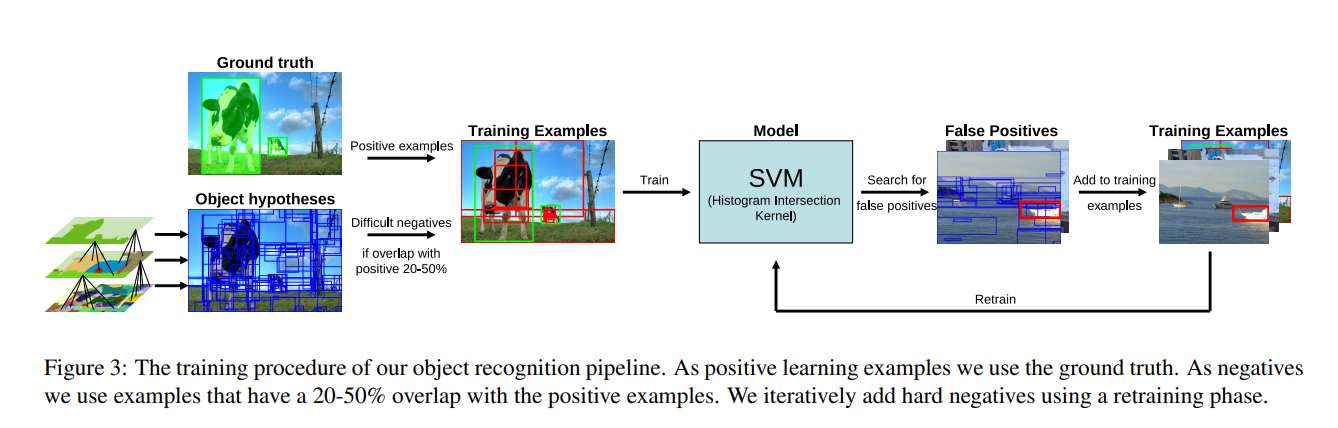 Ground truth
Positive examples
Object hypotheses
Difficult negatives
if overlap with
positive 20-50%
Training Examples
Train
Model
SVM
(Histogram Intersection
Kernel)
Search for
false positives
False Positives
Add to training
examples
Training Examples
Retrain
Figure 3: The training procedure of our object recognition pipeline. As positive learning examples we use the ground truth. As negatives
we use examples that have a 20-50% overlap with the positive examples. We iteratively add hard negatives using a retraining phase.